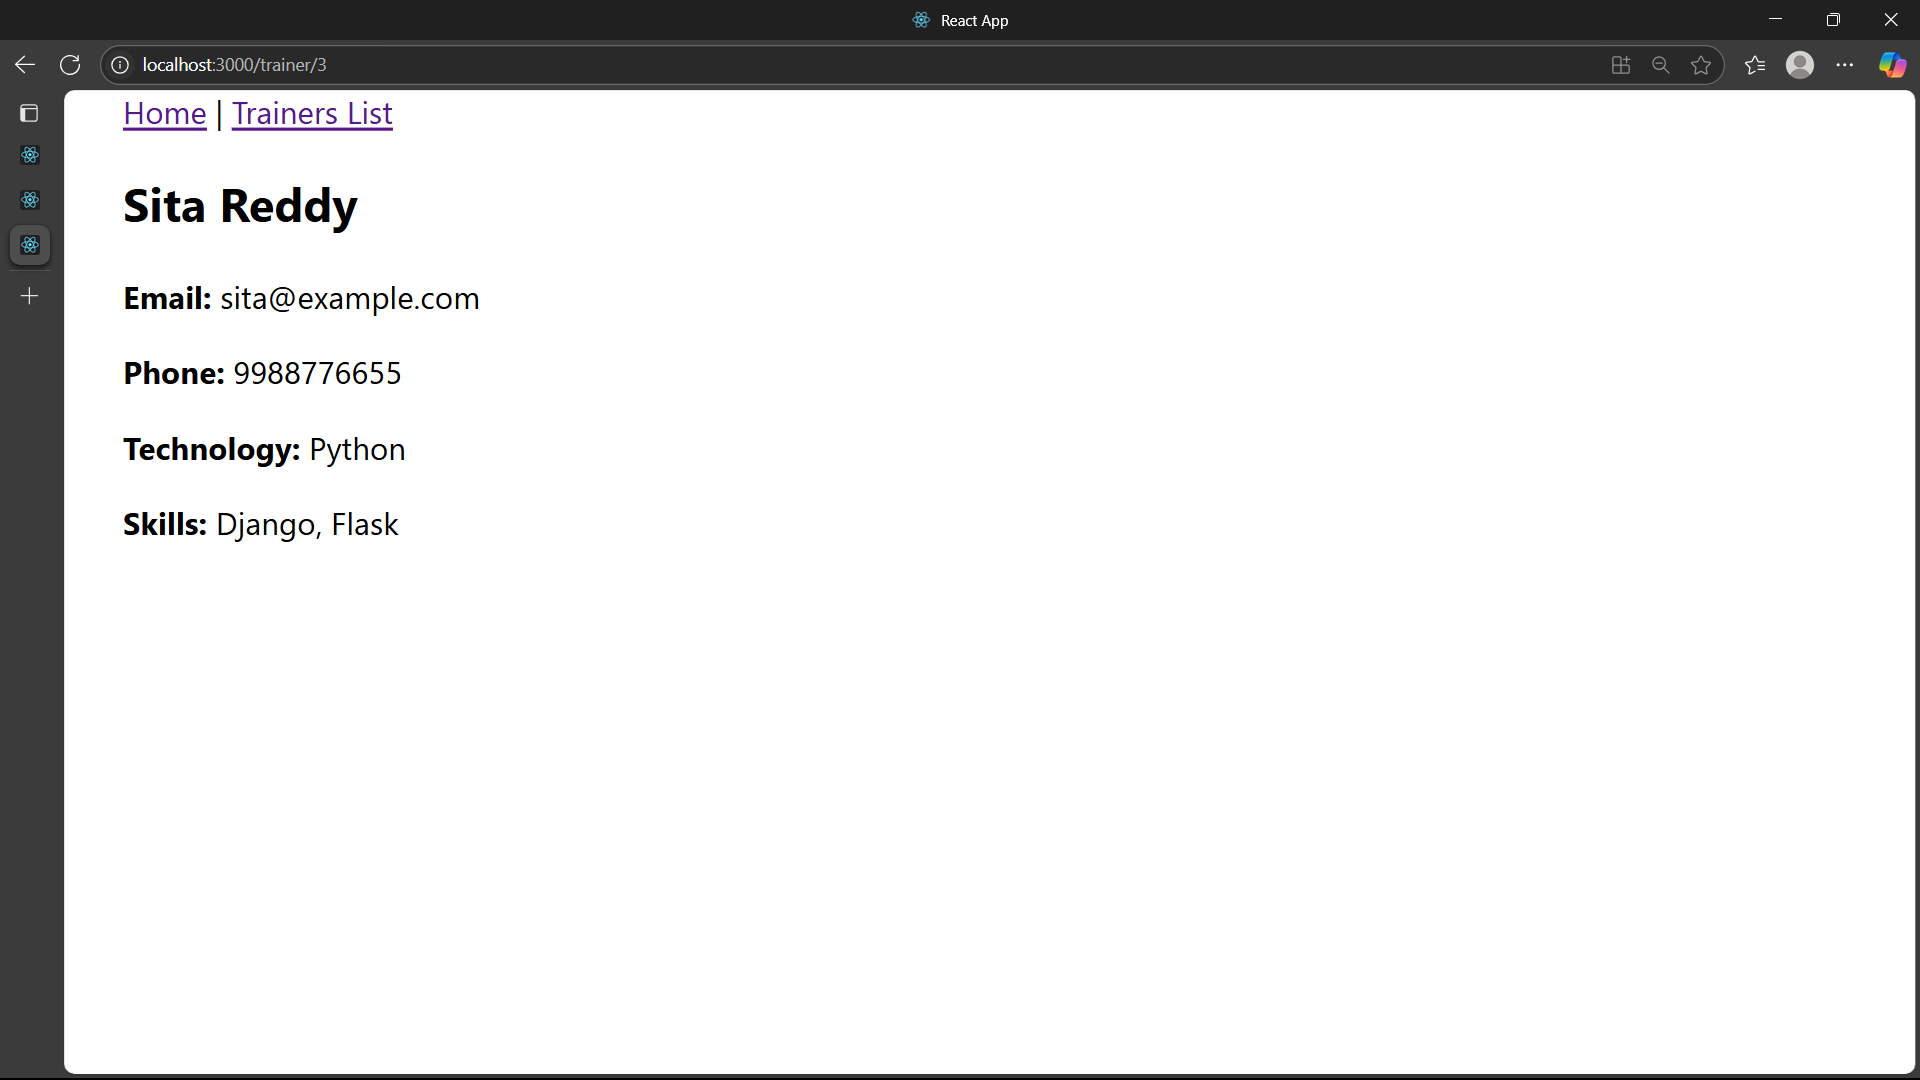 React App
localhost:3000/trainer/3
Home | Trainers List
Sita Reddy
Email: sita@example.com
Phone: 9988776655
Technology: Python
Skills: Django, Flask